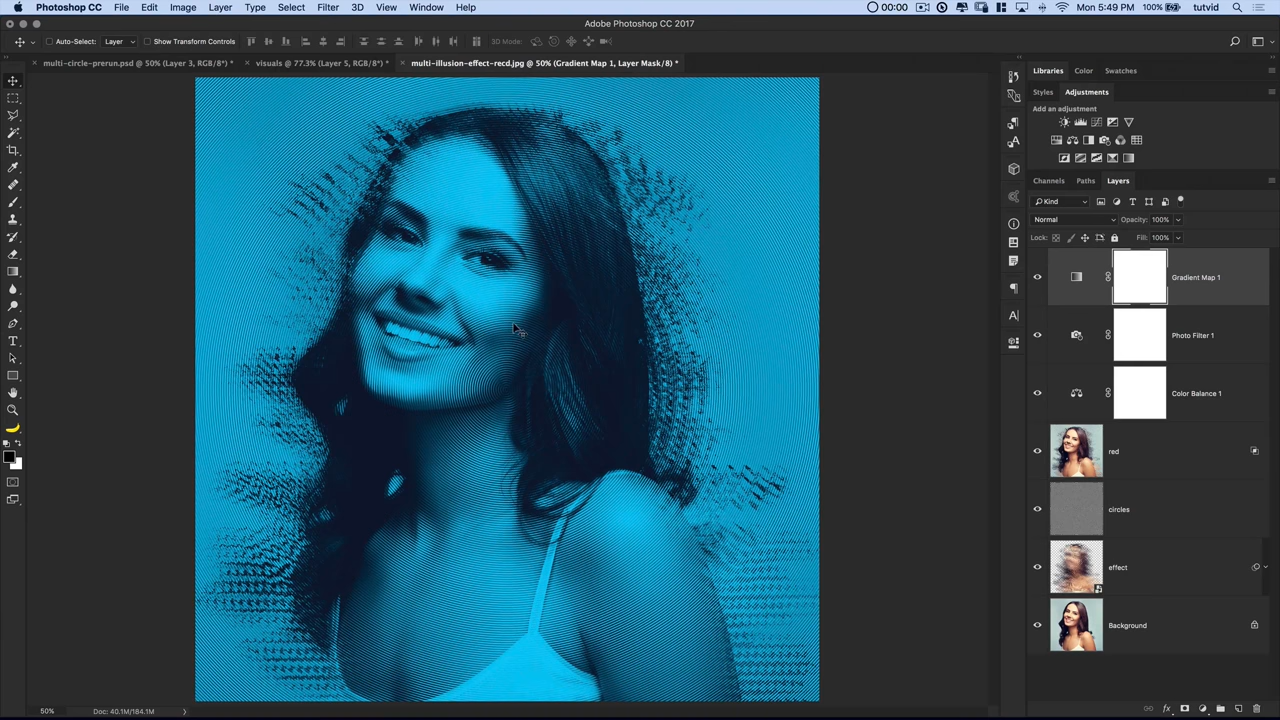 Photoshop CC File Edit Image Layer Type Select Filter 3D View Window Help 00:00 100% Mon 5:49 PM tutvid
Adobe Photoshop CC 2017
Auto-Select: Layer Show Transform Controls 3D Mode:
multi-circle-prerun.psd @ 50% (Layer 3, RGB/8) * visuals @ 77.3% (Layer 5, RGB/8*) * multi-illusion-effect-recd.jpg @ 50% (Gradient Map 1, Layer Mask/8) *
Libraries Color Swatches
Styles Adjustments
Add an adjustment
Channels Paths Layers
Kind
Normal Opacity: 100%
Lock: Fill: 100%
Gradient Map 1
Photo Filter 1
Color Balance 1
red
circles
effect
Background
50% Doc: 40.1M/184.1M